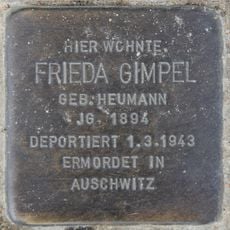 HIER WOHNTE
FRIEDA GIMPEL
GEB. HEUMANN
JG. 1894
DEPORTIERT 1.3.1943
ERMORDET IN
AUSCHWITZ